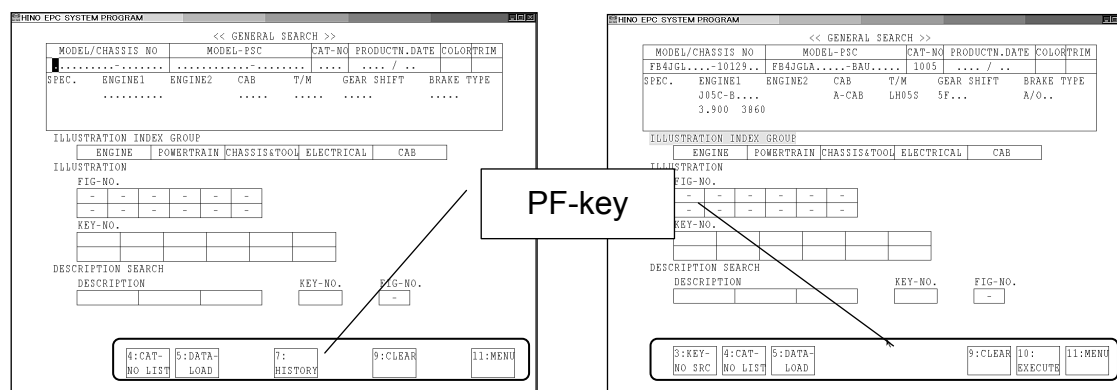 HINO EPC SYSTEM PROGRAM
<< GENERAL SEARCH >>
MODEL/CHASSIS NO MODEL-PSC CAT-NO PRODUCTN.DATE COLOR TRIM
..........-....... ............-........ .... .... / ..
SPEC. ENGINE1 ENGINE2 CAB T/M GEAR SHIFT BRAKE TYPE
.......... ..... ..... ..... .....
ILLUSTRATION INDEX GROUP
ENGINE POWERTRAIN CHASSIS&TOOL ELECTRICAL CAB
ILLUSTRATION
FIG-NO.
- - - - - -
- - - - - -
KEY-NO.
DESCRIPTION SEARCH
DESCRIPTION KEY-NO. FIG-NO.
-
4:CAT-NO LIST 5:DATA-LOAD 7:HISTORY 9:CLEAR 11:MENU
PF-key
HINO EPC SYSTEM PROGRAM
<< GENERAL SEARCH >>
MODEL/CHASSIS NO MODEL-PSC CAT-NO PRODUCTN.DATE COLOR TRIM
FB4JGL....-10129.. FB4JGLA.....-BAU..... 1005 .... / ..
SPEC. ENGINE1 ENGINE2 CAB T/M GEAR SHIFT BRAKE TYPE
J05C-B.... A-CAB LH05S 5F... A/O..
3.900 3860
ILLUSTRATION INDEX GROUP
ENGINE POWERTRAIN CHASSIS&TOOL ELECTRICAL CAB
ILLUSTRATION
FIG-NO.
- - - - - -
- - - - - -
KEY-NO.
DESCRIPTION SEARCH
DESCRIPTION KEY-NO. FIG-NO.
-
3:KEY-NO SRC 4:CAT-NO LIST 5:DATA-LOAD 9:CLEAR 10:EXECUTE 11:MENU